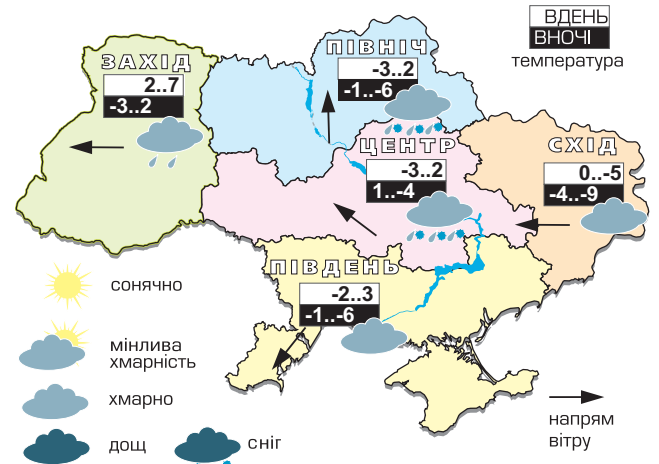 ВДЕНЬ
ВНОЧІ
температура
ПІВНІЧ
-3..2
-1..-6
ЗАХІД
2..7
-3..2
ЦЕНТР
-3..2
1..-4
СХІД
0..-5
-4..-9
ПІВДЕНЬ
-2..3
-1..-6
сонячно
мінлива
хмарність
хмарно
дощ
сніг
напрям
вітру